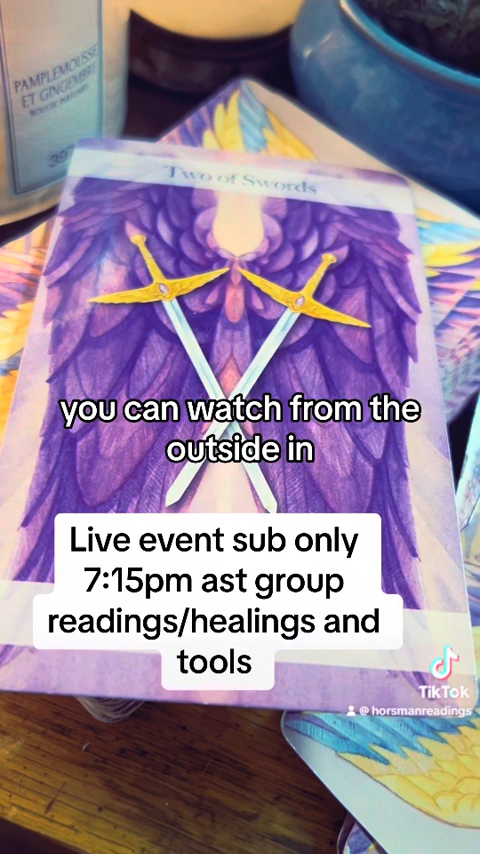 PAMPLEMOUSSE
ET GINGEMBRE
Two of Swords
you can watch from the
outside in
Live event sub only
7:15pm ast group
readings/healings and
tools
TikTok
@ horsmanreadings